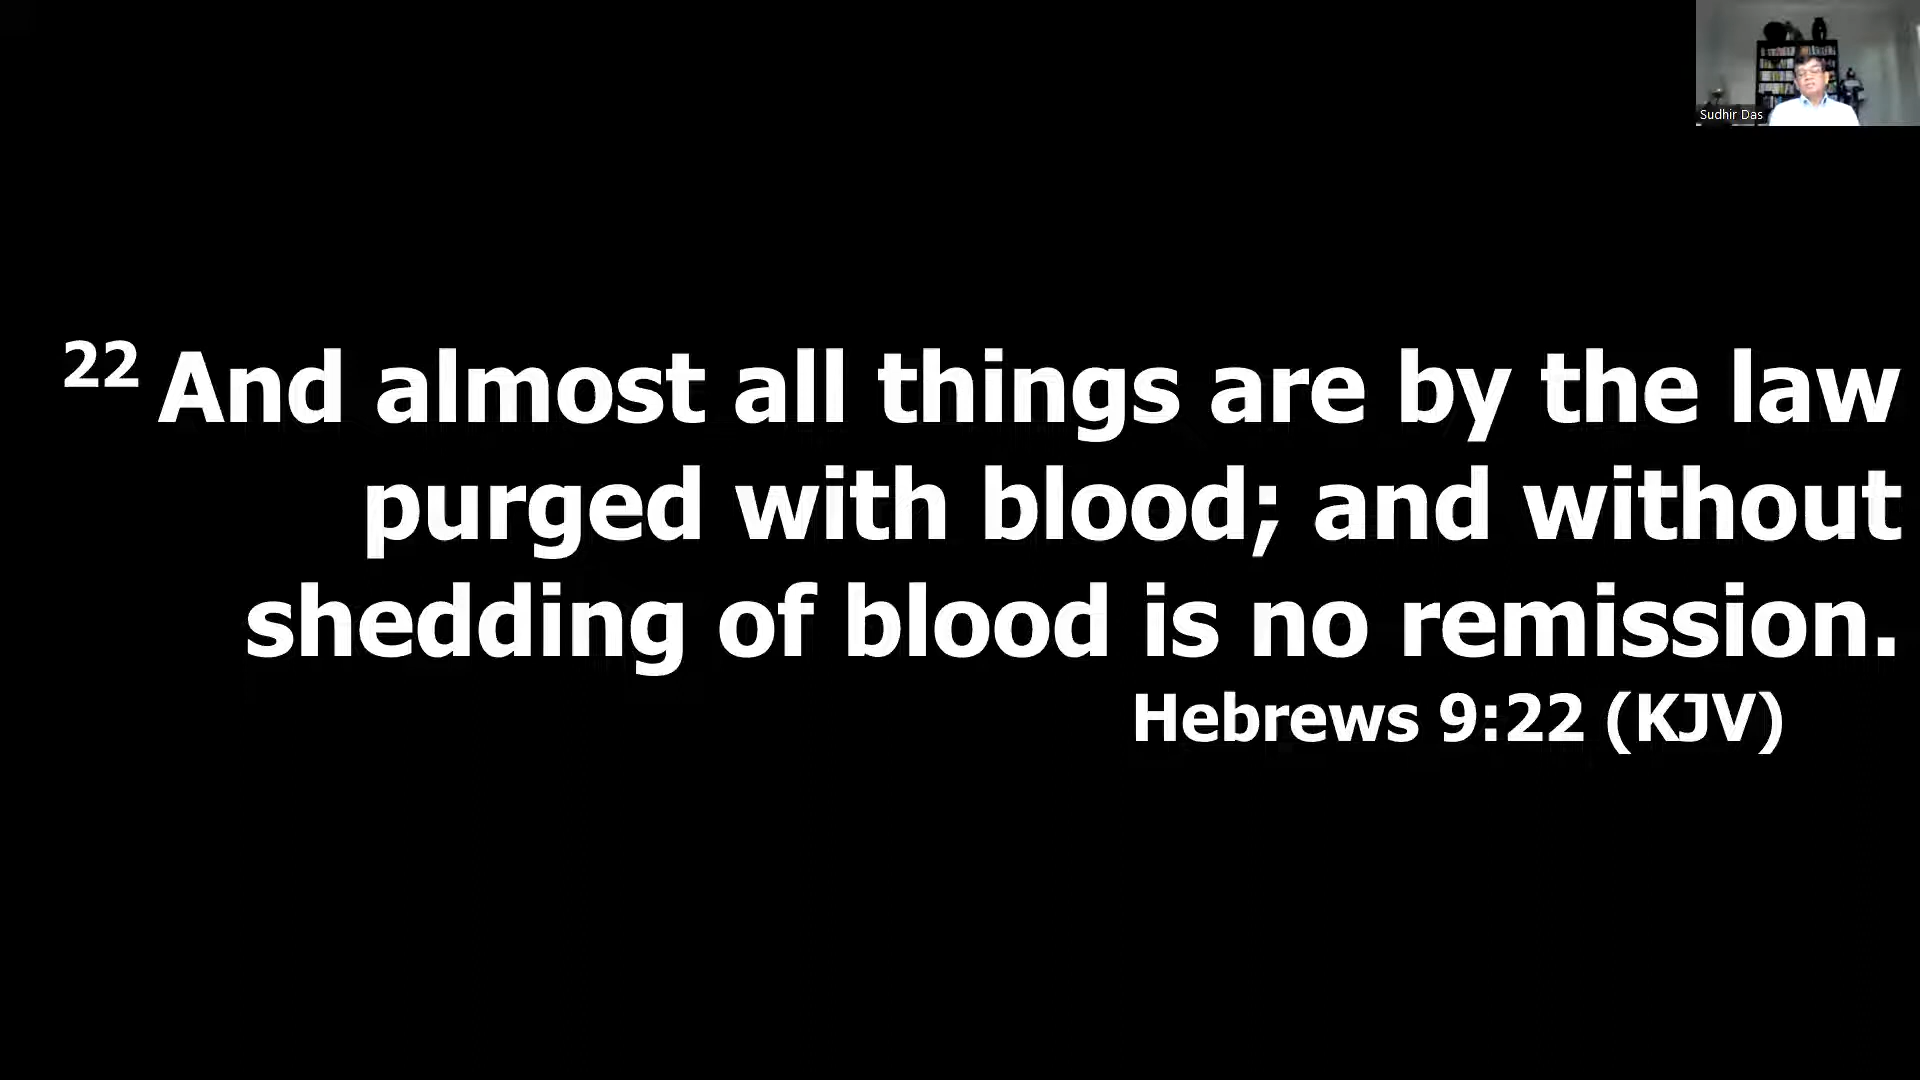 Sudhir Das
22 And almost all things are by the law
purged with blood; and without
shedding of blood is no remission.
Hebrews 9:22 (KJV)